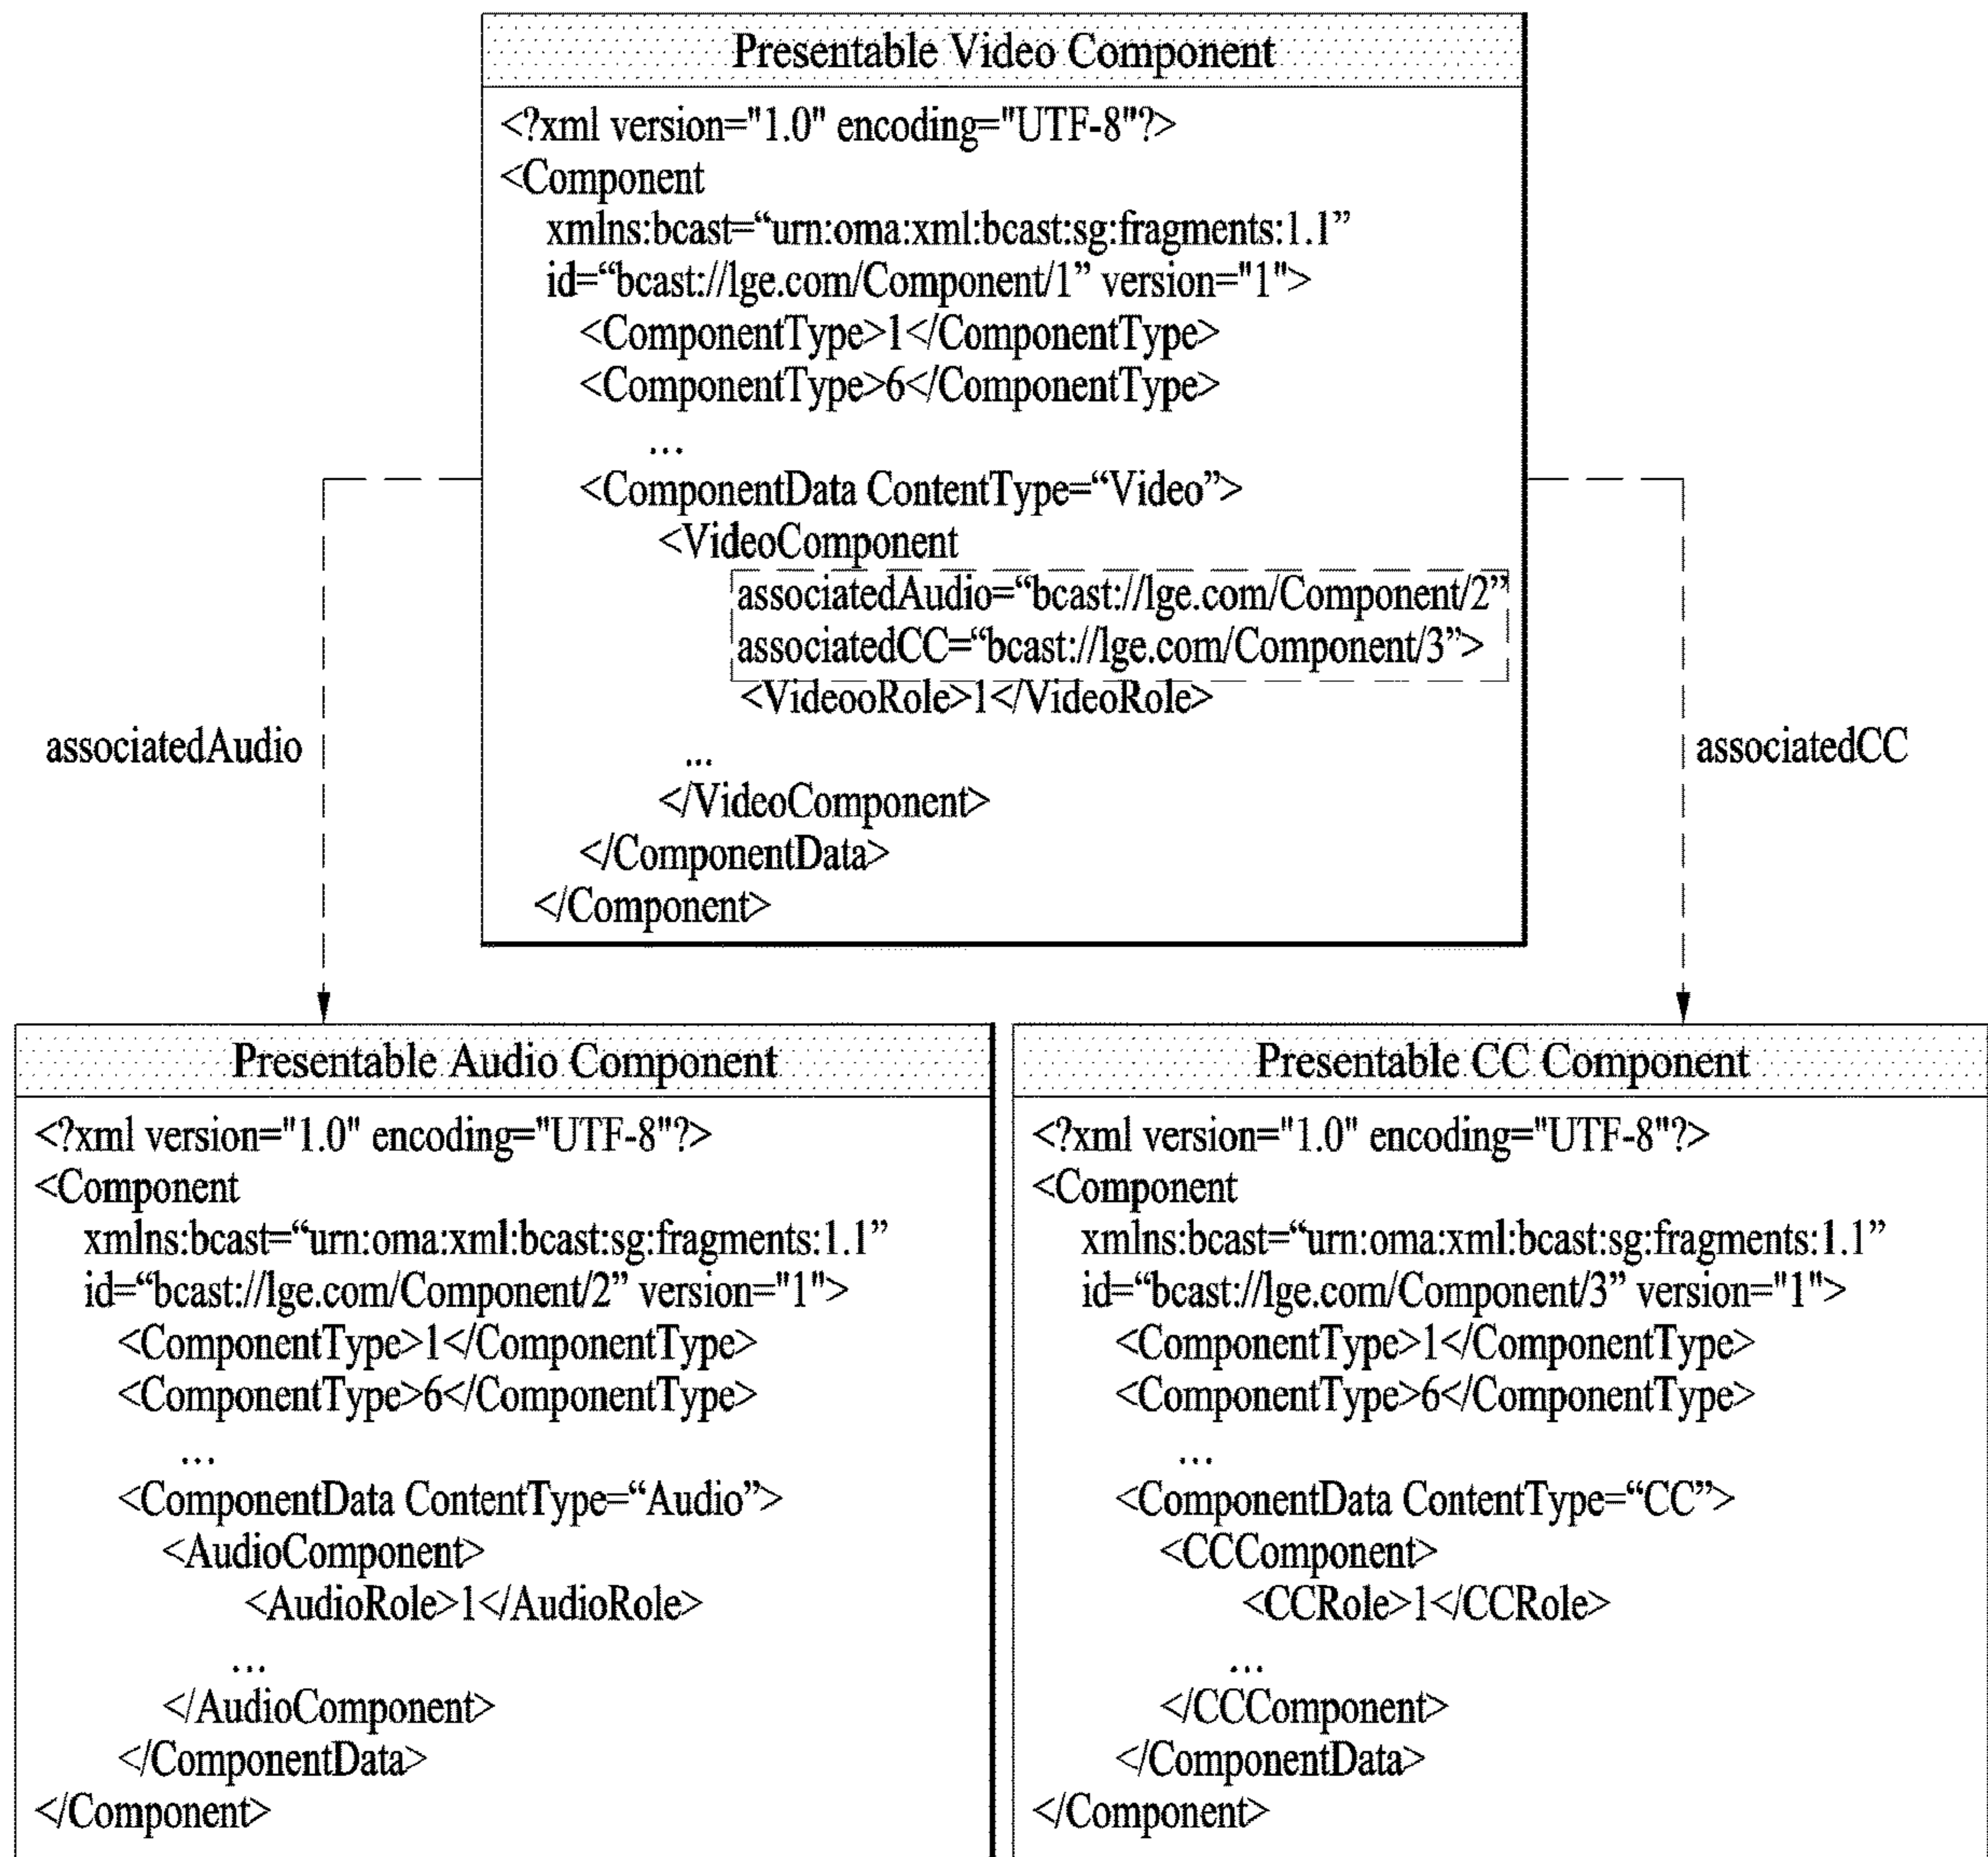 Presentable Video Component
<?xml version="1.0" encoding="UTF-8"?>
<Component
xmlns:bcast=“urn:oma:xml:bcast:sg:fragments:1.1”
id=“bcast://lge.com/Component/1” version="1">
<ComponentType>1</ComponentType>
<ComponentType>6</ComponentType>
...
<ComponentData ContentType=“Video”>
<VideoComponent
associatedAudio=“bcast://lge.com/Component/2”
associatedCC=“bcast://lge.com/Component/3”>
<VideooRole>1</VideoRole>
...
</VideoComponent>
</ComponentData>
</Component>
associatedAudio
associatedCC
Presentable Audio Component
<?xml version="1.0" encoding="UTF-8"?>
<Component
xmlns:bcast=“urn:oma:xml:bcast:sg:fragments:1.1”
id=“bcast://lge.com/Component/2” version="1">
<ComponentType>1</ComponentType>
<ComponentType>6</ComponentType>
...
<ComponentData ContentType=“Audio”>
<AudioComponent>
<AudioRole>1</AudioRole>
...
</AudioComponent>
</ComponentData>
</Component>
Presentable CC Component
<?xml version="1.0" encoding="UTF-8"?>
<Component
xmlns:bcast=“urn:oma:xml:bcast:sg:fragments:1.1”
id=“bcast://lge.com/Component/3” version="1">
<ComponentType>1</ComponentType>
<ComponentType>6</ComponentType>
...
<ComponentData ContentType=“CC”>
<CCComponent>
<CCRole>1</CCRole>
...
</CCComponent>
</ComponentData>
</Component>